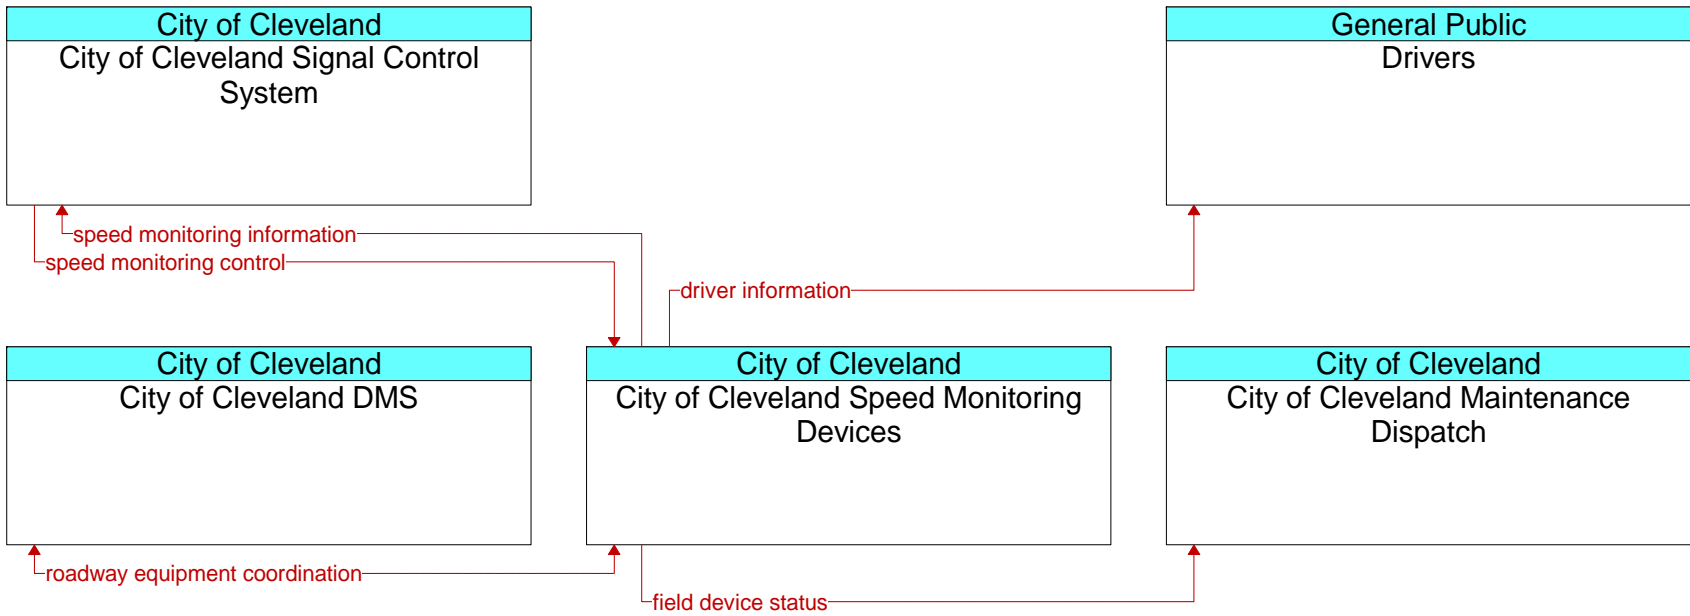 City of Cleveland
City of Cleveland Signal Control
System
General Public
Drivers
speed monitoring information
speed monitoring control
driver information
City of Cleveland
City of Cleveland DMS
City of Cleveland
City of Cleveland Speed Monitoring
Devices
City of Cleveland
City of Cleveland Maintenance
Dispatch
roadway equipment coordination
field device status